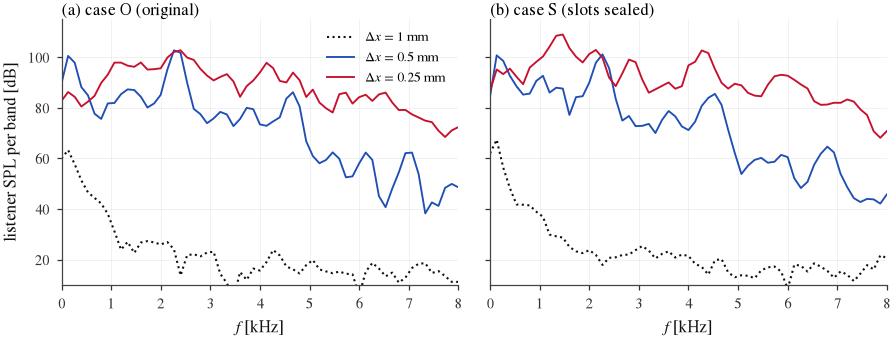 (a) case O (original)
(b) case S (slots sealed)
listener SPL per band [dB]
100
80
60
40
20
Δx = 1 mm
Δx = 0.5 mm
Δx = 0.25 mm
0 1 2 3 4 5 6 7 8
0 1 2 3 4 5 6 7 8
f [kHz]
f [kHz]